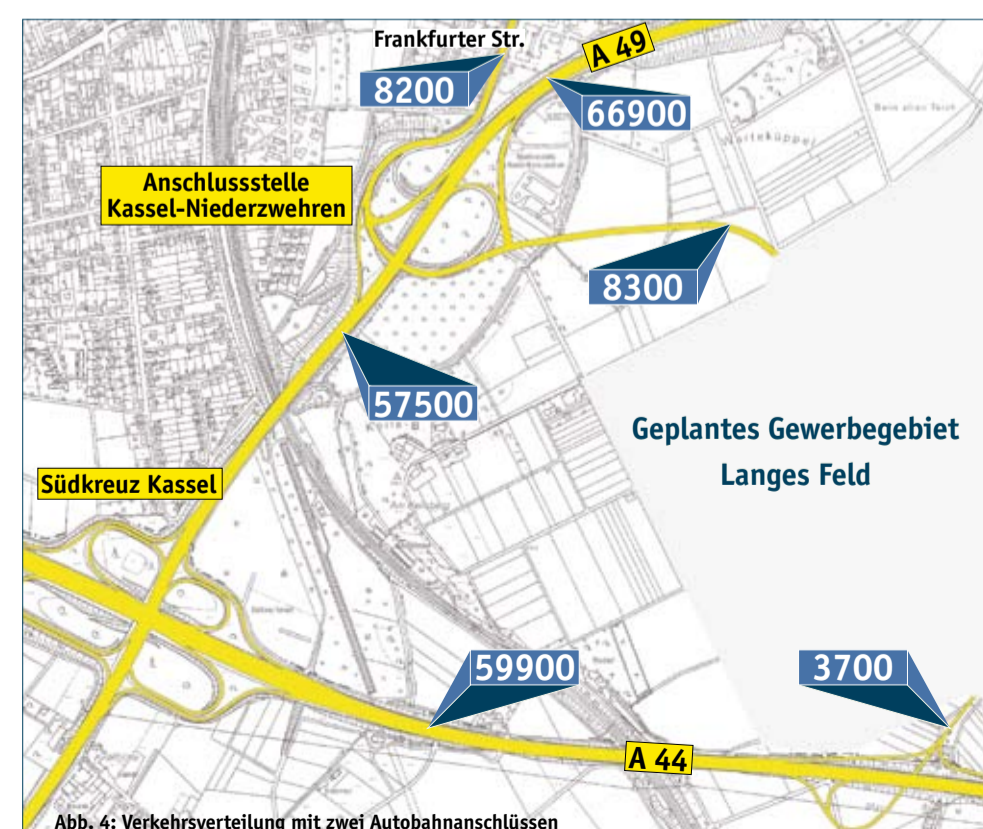 Frankfurter Str.
A 49
8200
66900
Anschlussstelle
Kassel-Niederzwehren
Warteküppel
8300
57500
Geplantes Gewerbegebiet
Langes Feld
Südkreuz Kassel
59900
3700
A 44
Abb. 4: Verkehrsverteilung mit zwei Autobahnanschlüssen